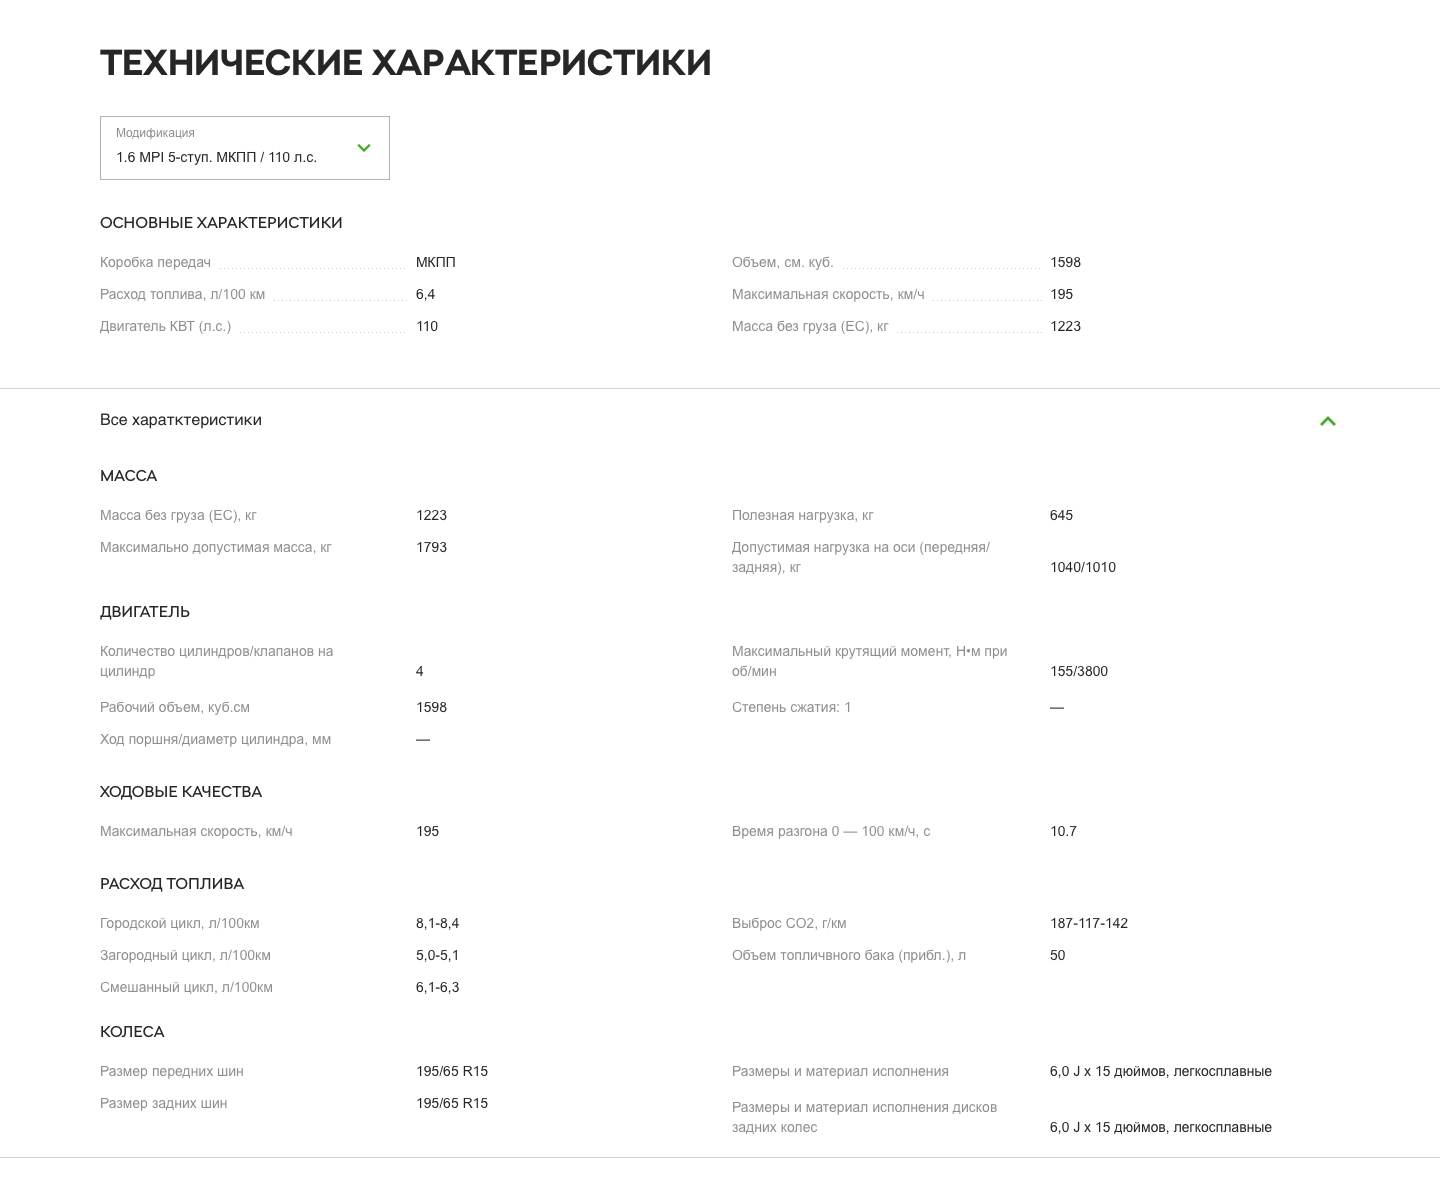 ТЕХНИЧЕСКИЕ ХАРАКТЕРИСТИКИ
Модификация
1.6 MPI 5-ступ. МКПП / 110 л.с.
ОСНОВНЫЕ ХАРАКТЕРИСТИКИ
Коробка передач МКПП
Объем, см. куб. 1598
Расход топлива, л/100 км 6,4
Максимальная скорость, км/ч 195
Двигатель КВТ (л.с.) 110
Масса без груза (ЕС), кг 1223
Все харатктеристики
МАССА
Масса без груза (ЕС), кг 1223
Полезная нагрузка, кг 645
Максимально допустимая масса, кг 1793
Допустимая нагрузка на оси (передняя/
задняя), кг 1040/1010
ДВИГАТЕЛЬ
Количество цилиндров/клапанов на
цилиндр 4
Максимальный крутящий момент, Н•м при
об/мин 155/3800
Рабочий объем, куб.см 1598
Степень сжатия: 1 —
Ход поршня/диаметр цилиндра, мм —
ХОДОВЫЕ КАЧЕСТВА
Максимальная скорость, км/ч 195
Время разгона 0 — 100 км/ч, с 10.7
РАСХОД ТОПЛИВА
Городской цикл, л/100км 8,1-8,4
Выброс CO2, г/км 187-117-142
Загородный цикл, л/100км 5,0-5,1
Объем топличвного бака (прибл.), л 50
Смешанный цикл, л/100км 6,1-6,3
КОЛЕСА
Размер передних шин 195/65 R15
Размеры и материал исполнения 6,0 J x 15 дюймов, легкосплавные
Размер задних шин 195/65 R15
Размеры и материал исполнения дисков
задних колес 6,0 J x 15 дюймов, легкосплавные